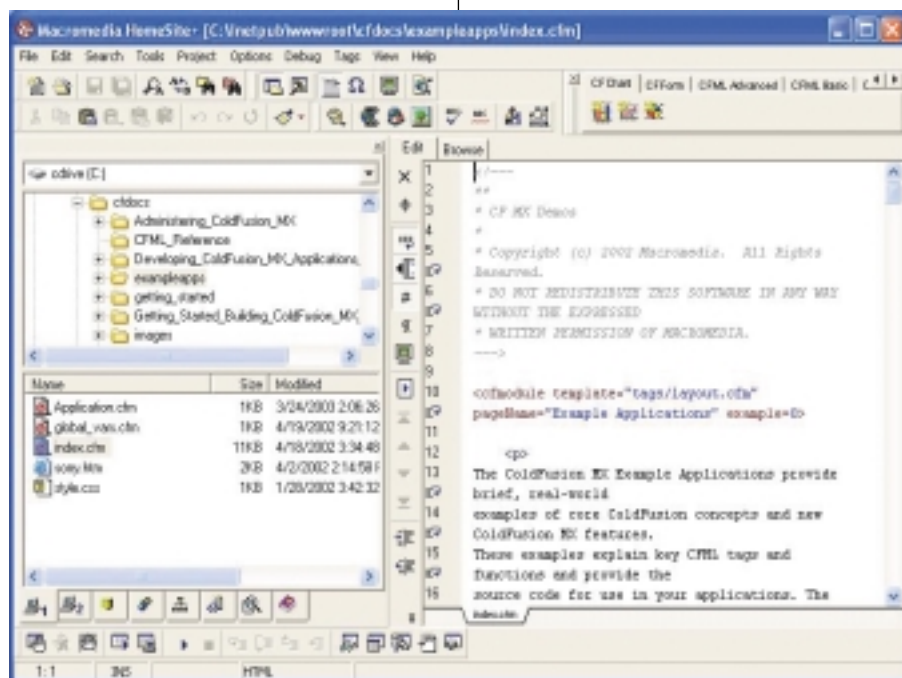 Macromedia HomeSite+ [C:\Inetpub\wwwroot\cfdocs\exampleapps\index.cfm]
File Edit Search Tools Project Options Debug Tags View Help
CFChart CFForm CFML Advanced CFML Basic C
Edit Browse
cdrive (C:)
cfdocs
Administering_ColdFusion_MX
CFML_Reference
Developing_ColdFusion_MX_Applications_
exampleapps
getting_started
Getting_Started_Building_ColdFusion_MX_
images
Name Size Modified
Application.cfm 1KB 3/24/2003 2:06:26
global_vars.cfm 1KB 4/19/2002 9:21:12
index.cfm 11KB 4/18/2002 3:34:48
sorry.htm 2KB 4/2/2002 2:14:58 P
style.css 1KB 1/28/2002 3:42:32
1 <!---
2 **
3 * CF MX Demos
4 *
5 * Copyright (c) 2002 Macromedia. All Rights
Reserved.
6 * DO NOT REDISTRIBUTE THIS SOFTWARE IN ANY WAY
WITHOUT THE EXPRESSED
7 * WRITTEN PERMISSION OF MACROMEDIA.
8 --->
9
10 <cfmodule template="tags/layout.cfm"
pageName="Example Applications" example=0>
11
12 <p>
13 The ColdFusion MX Example Applications provide
brief, real-world
14 examples of core ColdFusion concepts and new
ColdFusion MX features.
15 These examples explain key CFML tags and
functions and provide the
16 source code for use in your applications. The
index.cfm
1:1 INS HTML